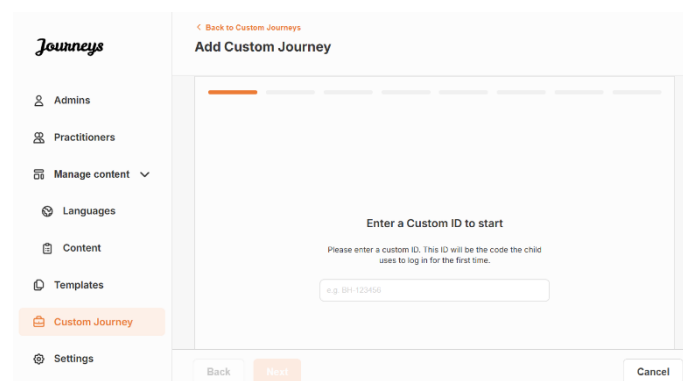 Journeys
Admins
Practitioners
Manage content
Languages
Content
Templates
Custom Journey
Settings
< Back to Custom Journeys
Add Custom Journey
Enter a Custom ID to start
Please enter a custom ID. This ID will be the code the child
uses to log in for the first time.
e.g. BH-123456
Back
Next
Cancel